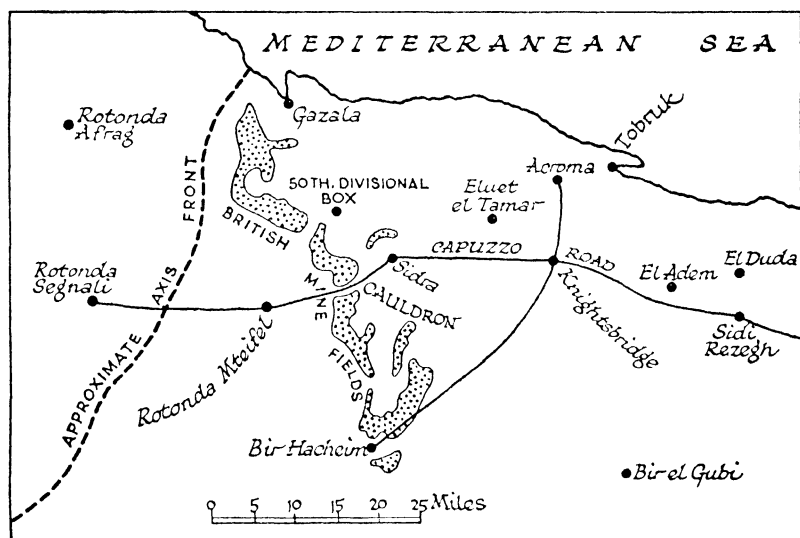 MEDITERRANEAN SEA
Rotonda
Afrag
Gazala
Tobruk
Acroma
50TH. DIVISIONAL
BOX
Eluet
el Tamar
FRONT
BRITISH
CAPUZZO ROAD
Sidra
El Duda
El Adem
Rotonda
Segnali
AXIS
MINE
CAULDRON
Knightsbridge
Sidi
Rezegh
APPROXIMATE
Rotonda Mteifel
FIELDS
Bir Hacheim
Bir el Gubi
0 5 10 15 20 25 Miles